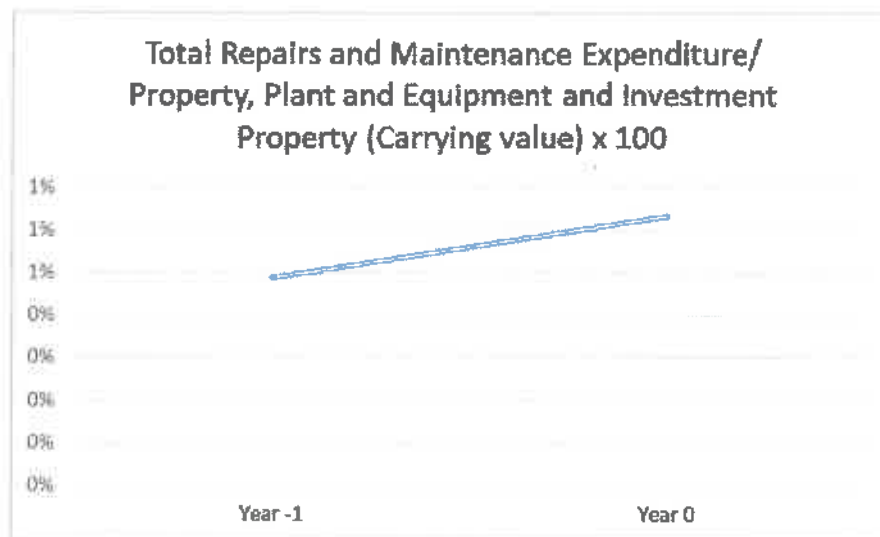 Total Repairs and Maintenance Expenditure/
Property, Plant and Equipment and Investment
Property (Carrying value) x 100
1%
1%
1%
0%
0%
0%
0%
0%
Year -1
Year 0